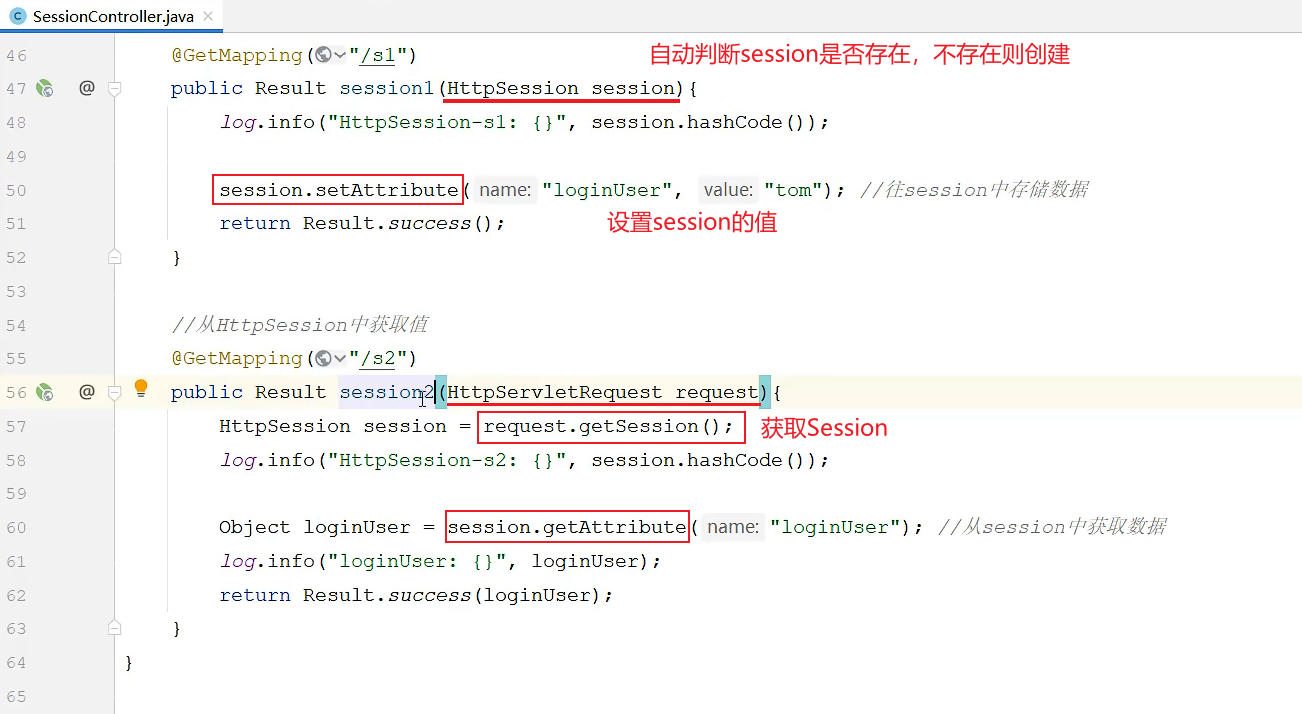 SessionController.java
46 @GetMapping("/s1") 自动判断session是否存在，不存在则创建
47 @ public Result session1(HttpSession session){
48 log.info("HttpSession-s1: {}", session.hashCode());
49
50 session.setAttribute( name: "loginUser", value: "tom"); //往session中存储数据
51 return Result.success(); 设置session的值
52 }
53
54 //从HttpSession中获取值
55 @GetMapping("/s2")
56 @ public Result session2(HttpServletRequest request){
57 HttpSession session = request.getSession(); 获取Session
58 log.info("HttpSession-s2: {}", session.hashCode());
59
60 Object loginUser = session.getAttribute( name: "loginUser"); //从session中获取数据
61 log.info("loginUser: {}", loginUser);
62 return Result.success(loginUser);
63 }
64 }
65